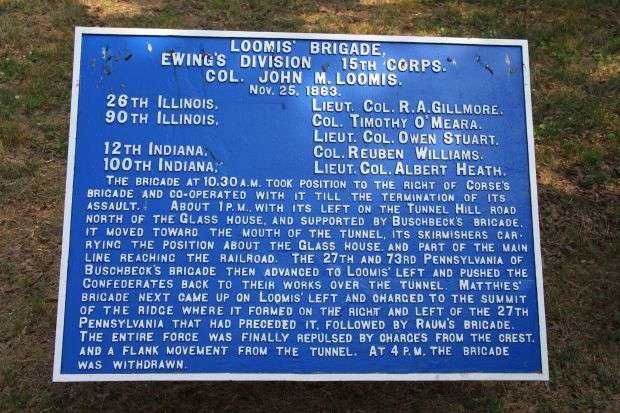 LOOMIS' BRIGADE,
EWING'S DIVISION 15TH CORPS.
COL. JOHN M. LOOMIS.
NOV. 25. 1863.
26TH ILLINOIS, LIEUT. COL. R.A. GILLMORE.
90TH ILLINOIS, COL. TIMOTHY O'MEARA.
LIEUT. COL. OWEN STUART.
12TH INDIANA, COL. REUBEN WILLIAMS.
100TH INDIANA, LIEUT. COL. ALBERT HEATH.
THE BRIGADE AT 10.30 A.M. TOOK POSITION TO THE RIGHT OF CORSE'S
BRIGADE AND CO-OPERATED WITH IT TILL THE TERMINATION OF ITS
ASSAULT. ABOUT 1 P.M., WITH ITS LEFT ON THE TUNNEL HILL ROAD
NORTH OF THE GLASS HOUSE, AND SUPPORTED BY BUSCHBECK'S BRIGADE,
IT MOVED TOWARD THE MOUTH OF THE TUNNEL, ITS SKIRMISHERS CAR-
RYING THE POSITION ABOUT THE GLASS HOUSE, AND PART OF THE MAIN
LINE REACHING THE RAILROAD. THE 27TH AND 73RD PENNSYLVANIA OF
BUSCHBECK'S BRIGADE THEN ADVANCED TO LOOMIS' LEFT AND PUSHED THE
CONFEDERATES BACK TO THEIR WORKS OVER THE TUNNEL. MATTHIES'
BRIGADE NEXT CAME UP ON LOOMIS' LEFT AND CHARGED TO THE SUMMIT
OF THE RIDGE WHERE IT FORMED ON THE RIGHT AND LEFT OF THE 27TH
PENNSYLVANIA THAT HAD PRECEDED IT, FOLLOWED BY RAUM'S BRIGADE.
THE ENTIRE FORCE WAS FINALLY REPULSED BY CHARGES FROM THE CREST,
AND A FLANK MOVEMENT FROM THE TUNNEL. AT 4 P.M. THE BRIGADE
WAS WITHDRAWN.